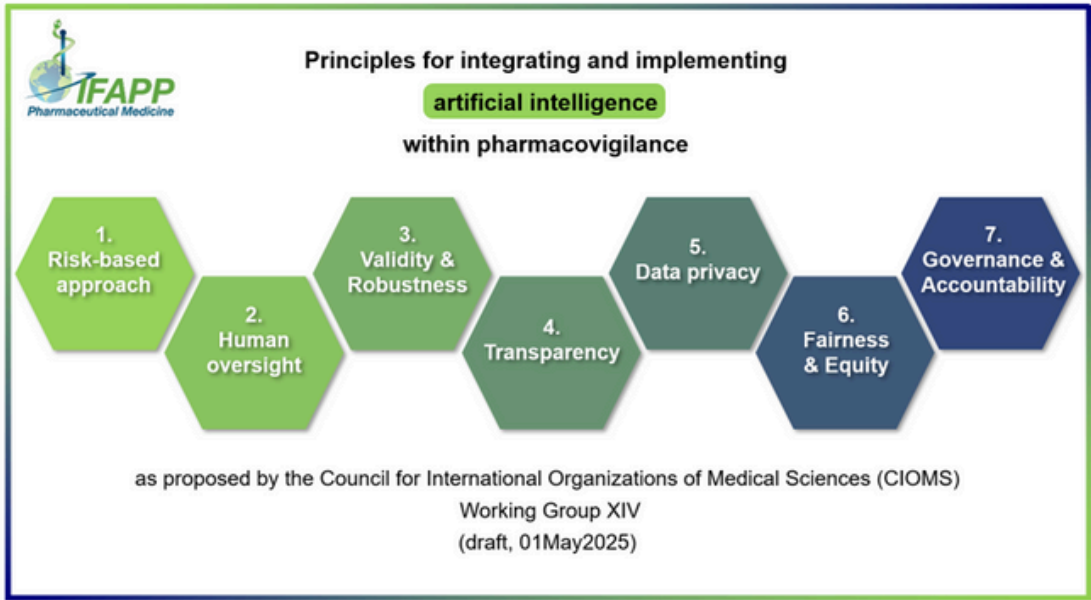 IFAPP
Pharmaceutical Medicine
Principles for integrating and implementing
artificial intelligence
within pharmacovigilance
1.
Risk-based
approach
2.
Human
oversight
3.
Validity &
Robustness
4.
Transparency
5.
Data privacy
6.
Fairness
& Equity
7.
Governance &
Accountability
as proposed by the Council for International Organizations of Medical Sciences (CIOMS)
Working Group XIV
(draft, 01May2025)